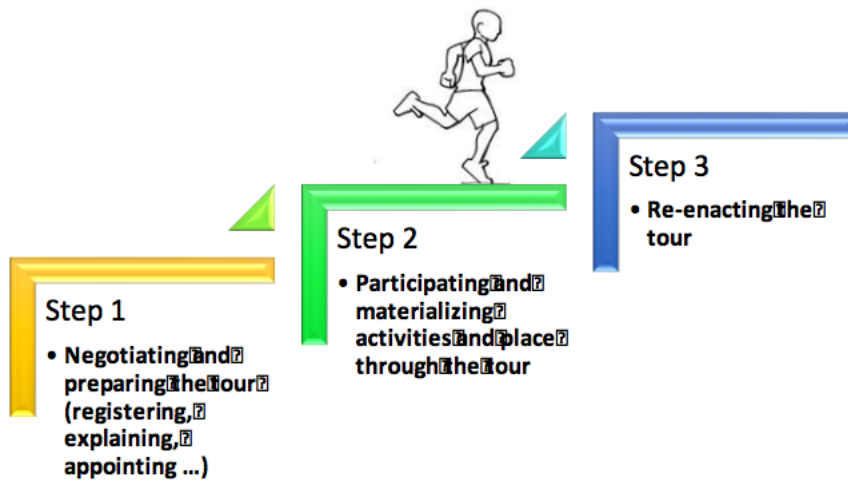 Step 1
• Negotiating and
preparing the tour
(registering,
explaining,
appointing ...)
Step 2
• Participating and
materializing
activities and place
through the tour
Step 3
• Re-enacting the
tour